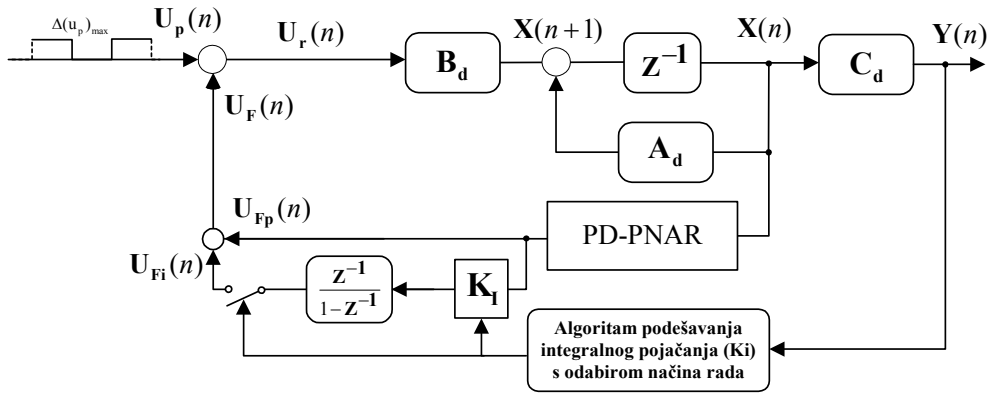 Δ(u_p)_max
U_p(n)
U_r(n)
X(n+1)
X(n)
Y(n)
B_d
Z⁻¹
C_d
U_F(n)
A_d
U_Fp(n)
PD-PNAR
U_Fi(n)
Z⁻¹
1 − Z⁻¹
K_I
Algoritam podešavanja
integralnog pojačanja (Ki)
s odabirom načina rada